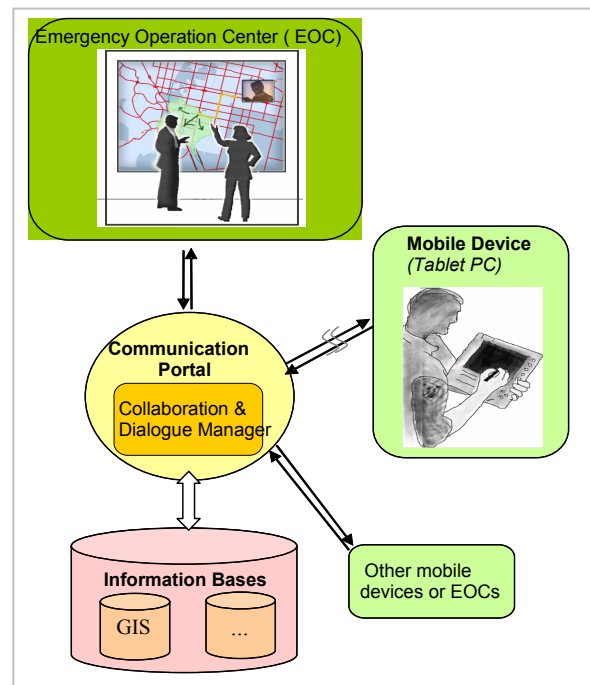 Emergency Operation Center ( EOC)
Mobile Device
(Tablet PC)
Communication
Portal
Collaboration &
Dialogue Manager
Information Bases
GIS
...
Other mobile
devices or EOCs